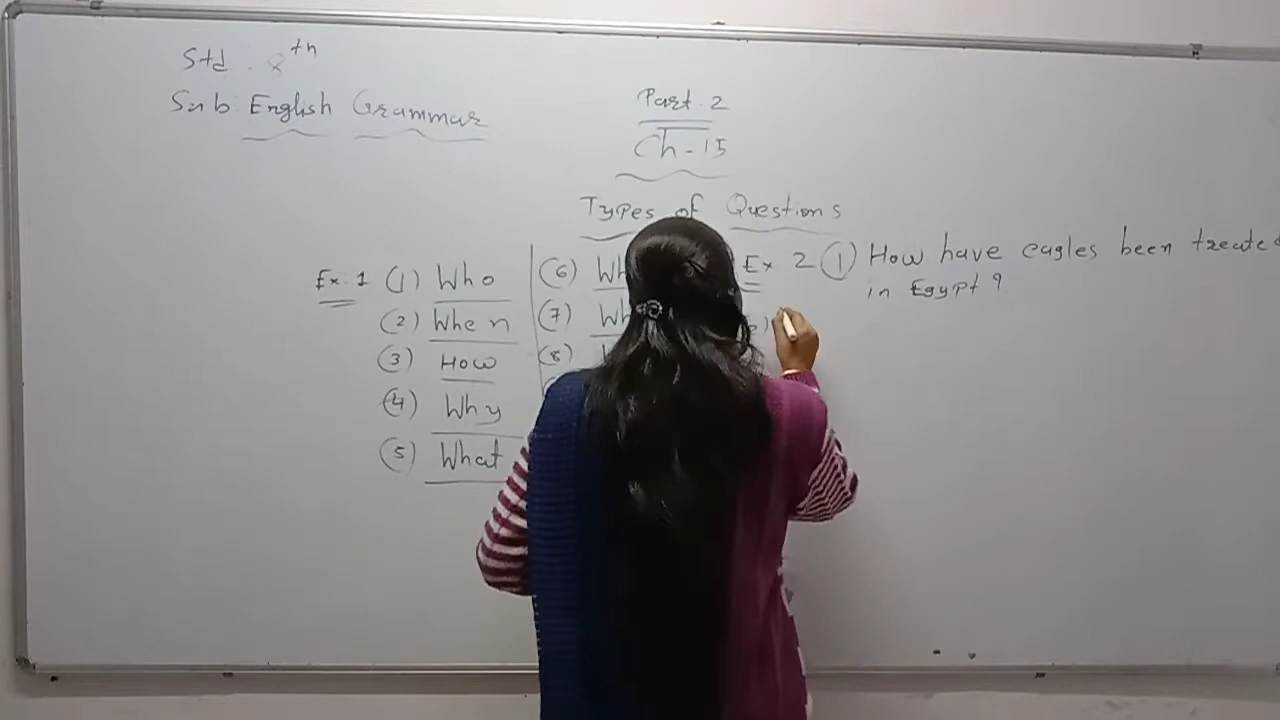 Std. 8th
Sub: English Grammar
Part. 2
Ch-15
Types of Questions
Ex. 1 (1) Who
(2) When
(3) How
(4) Why
(5) What
(6)
(7)
(8)
Ex 2 (1) How have eagles been treated
in Egypt?